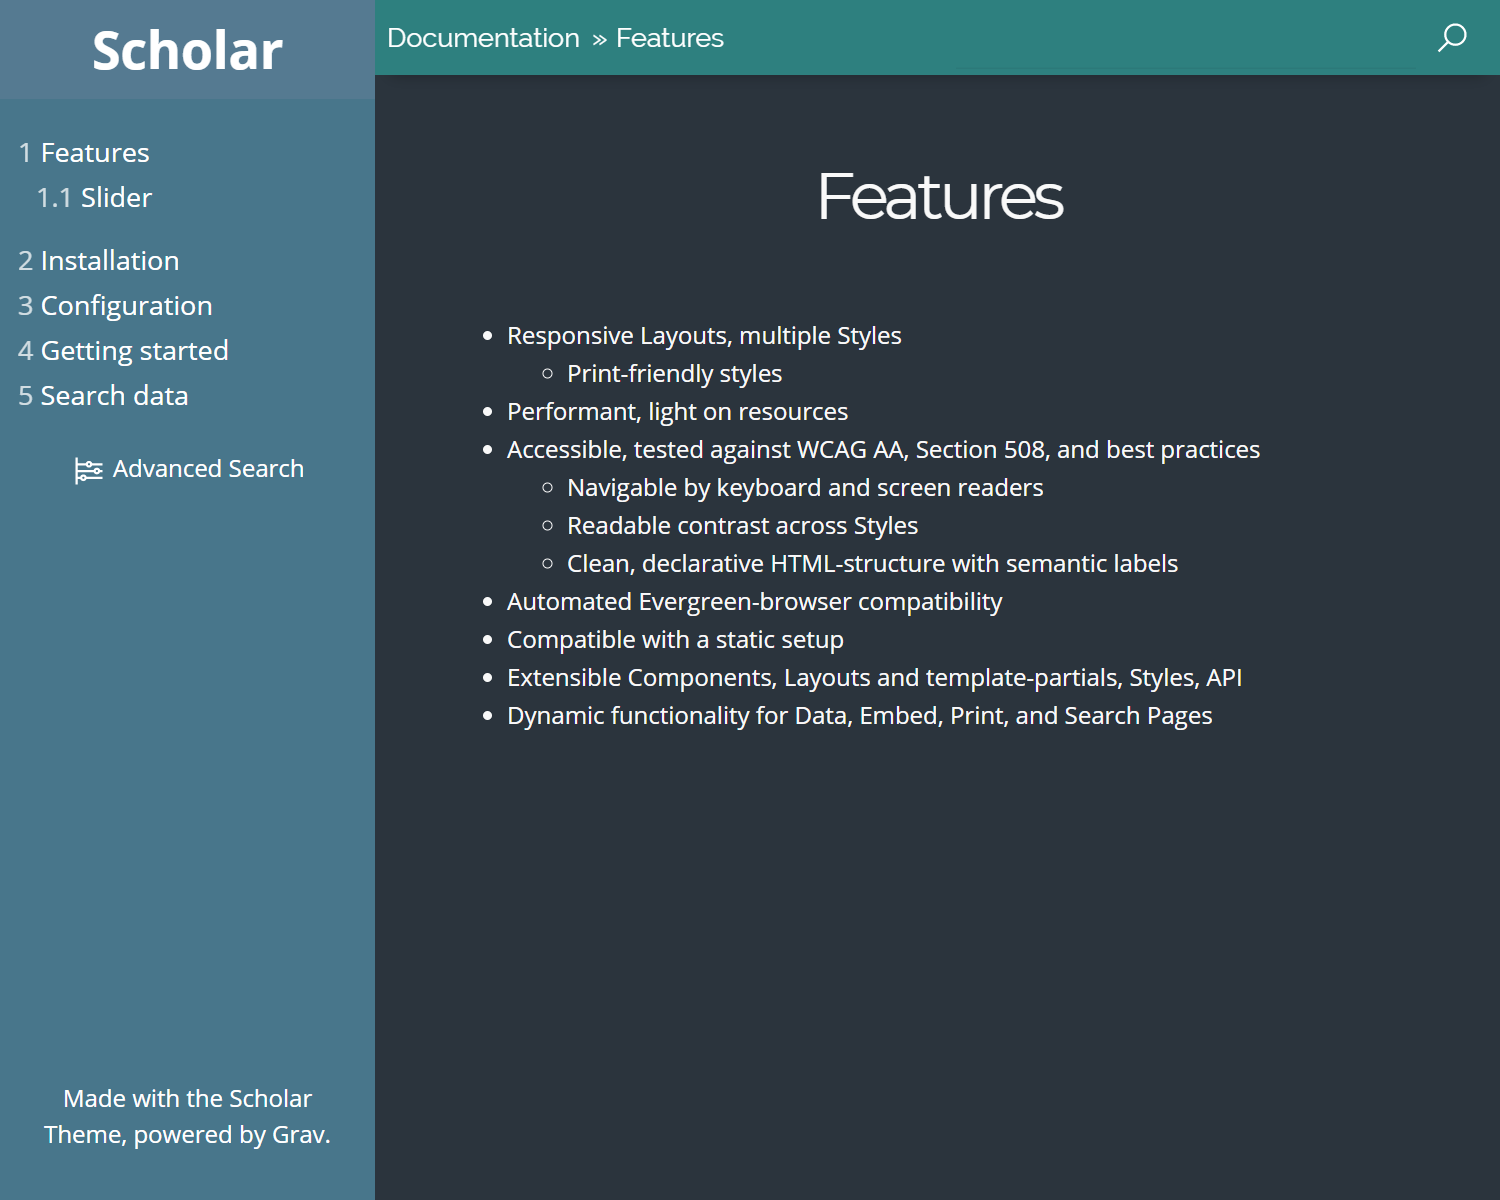 Scholar
Documentation » Features
1 Features
1.1 Slider
2 Installation
3 Configuration
4 Getting started
5 Search data
Advanced Search
Made with the Scholar
Theme, powered by Grav.
Features
• Responsive Layouts, multiple Styles
◦ Print-friendly styles
• Performant, light on resources
• Accessible, tested against WCAG AA, Section 508, and best practices
◦ Navigable by keyboard and screen readers
◦ Readable contrast across Styles
◦ Clean, declarative HTML-structure with semantic labels
• Automated Evergreen-browser compatibility
• Compatible with a static setup
• Extensible Components, Layouts and template-partials, Styles, API
• Dynamic functionality for Data, Embed, Print, and Search Pages